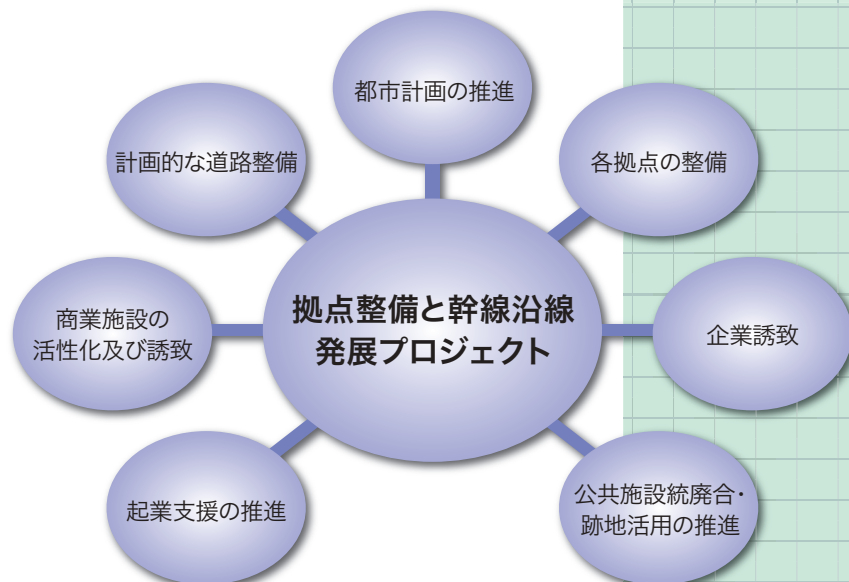 都市計画の推進
計画的な道路整備
各拠点の整備
拠点整備と幹線沿線
発展プロジェクト
商業施設の
活性化及び誘致
企業誘致
起業支援の推進
公共施設統廃合・
跡地活用の推進